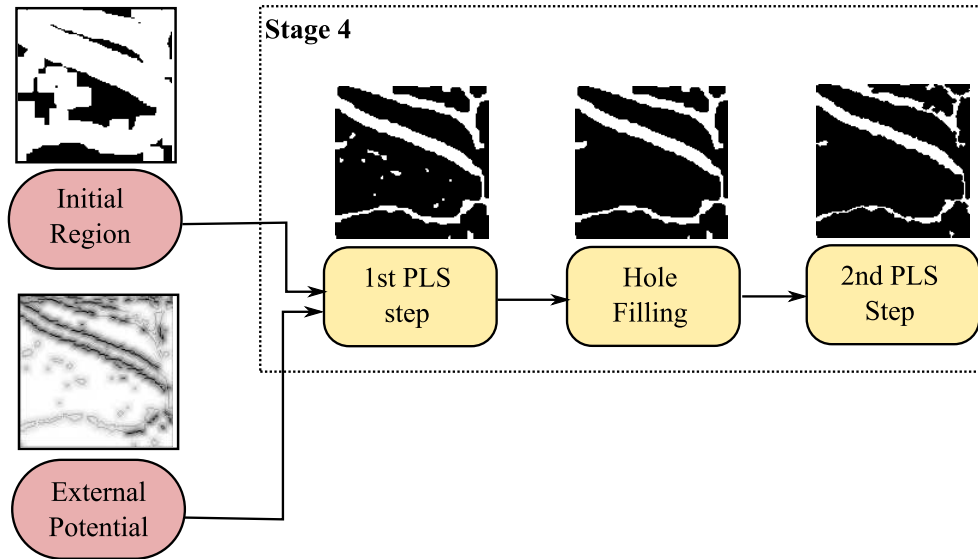 Stage 4
Initial
Region
1st PLS
step
Hole
Filling
2nd PLS
Step
External
Potential